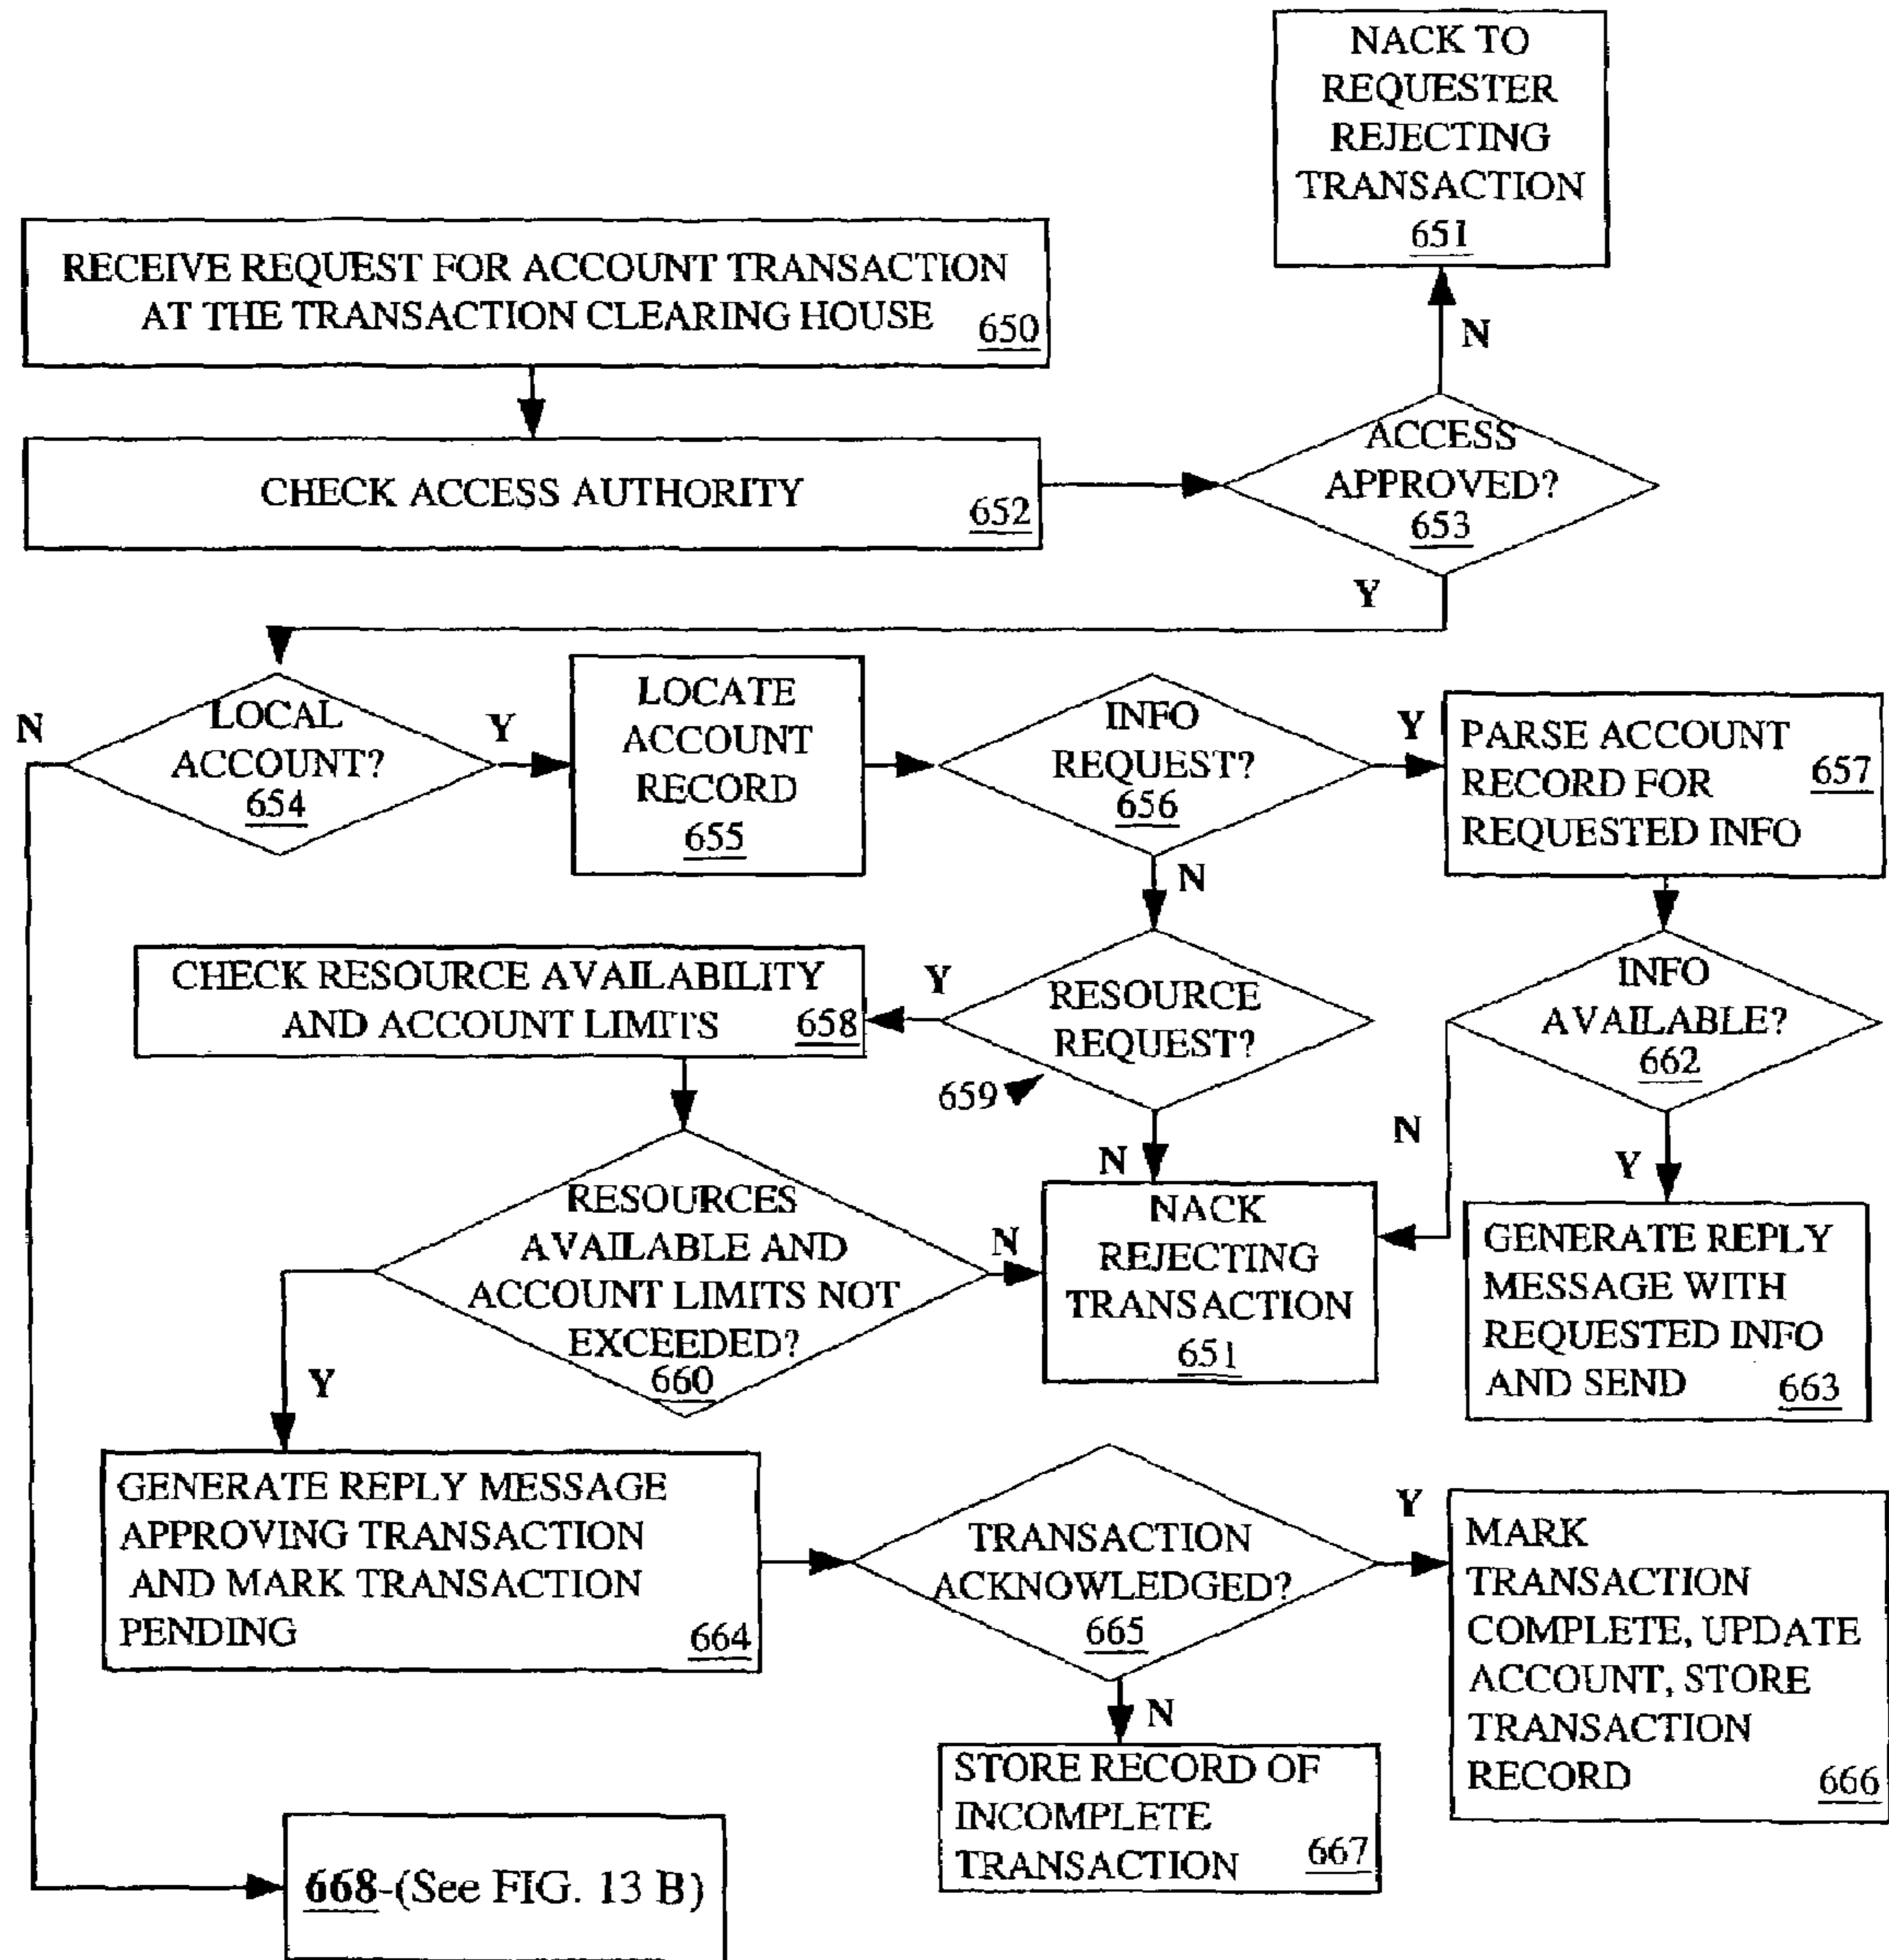 NACK TO
REQUESTER
REJECTING
TRANSACTION
651
RECEIVE REQUEST FOR ACCOUNT TRANSACTION
AT THE TRANSACTION CLEARING HOUSE
650
N
CHECK ACCESS AUTHORITY
652
ACCESS
APPROVED?
653
Y
N
LOCAL
ACCOUNT?
654
Y
LOCATE
ACCOUNT
RECORD
655
INFO
REQUEST?
656
Y
PARSE ACCOUNT
RECORD FOR
REQUESTED INFO
657
N
CHECK RESOURCE AVAILABILITY
AND ACCOUNT LIMITS
658
Y
RESOURCE
REQUEST?
659
INFO
AVAILABLE?
662
N
N
Y
RESOURCES
AVAILABLE AND
ACCOUNT LIMITS NOT
EXCEEDED?
660
N
NACK
REJECTING
TRANSACTION
651
GENERATE REPLY
MESSAGE WITH
REQUESTED INFO
AND SEND
663
Y
GENERATE REPLY MESSAGE
APPROVING TRANSACTION
AND MARK TRANSACTION
PENDING
664
TRANSACTION
ACKNOWLEDGED?
665
Y
MARK
TRANSACTION
COMPLETE, UPDATE
ACCOUNT, STORE
TRANSACTION
RECORD
666
N
STORE RECORD OF
INCOMPLETE
TRANSACTION
667
668-(See FIG. 13 B)